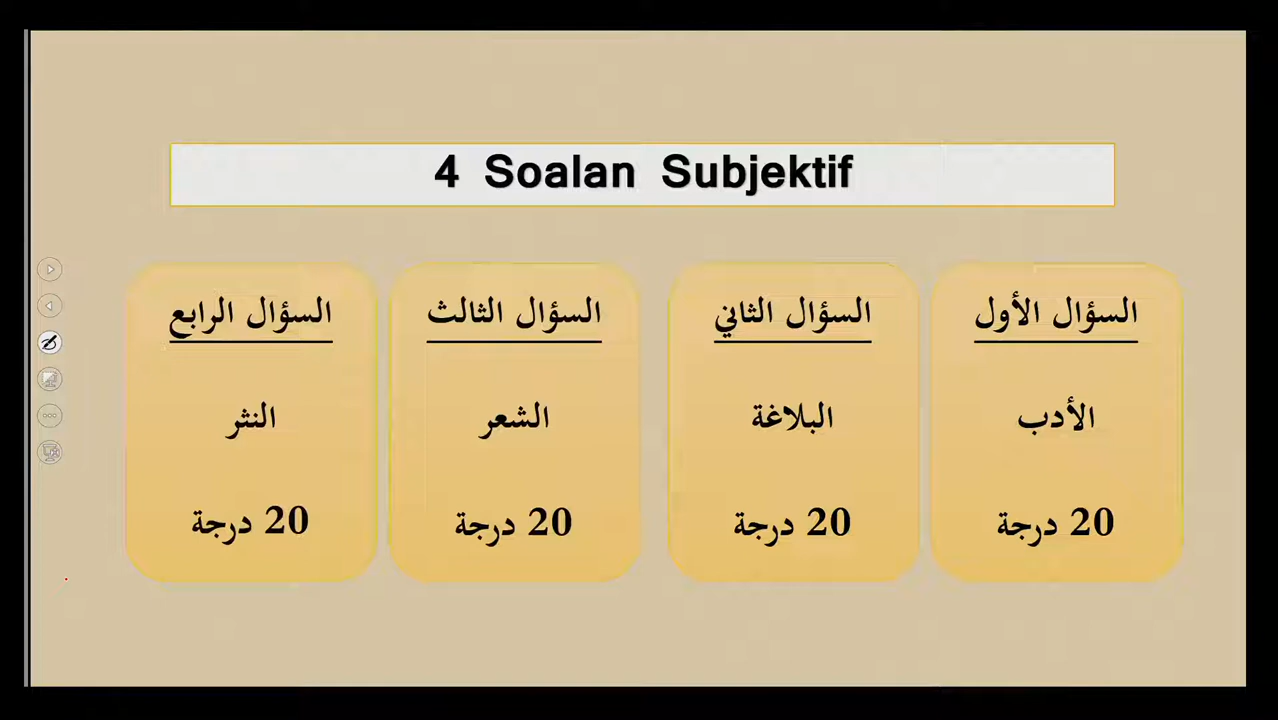 4 Soalan Subjektif
السؤال الأول
الأدب
20 درجة
السؤال الثاني
البلاغة
20 درجة
السؤال الثالث
الشعر
20 درجة
السؤال الرابع
النثر
20 درجة